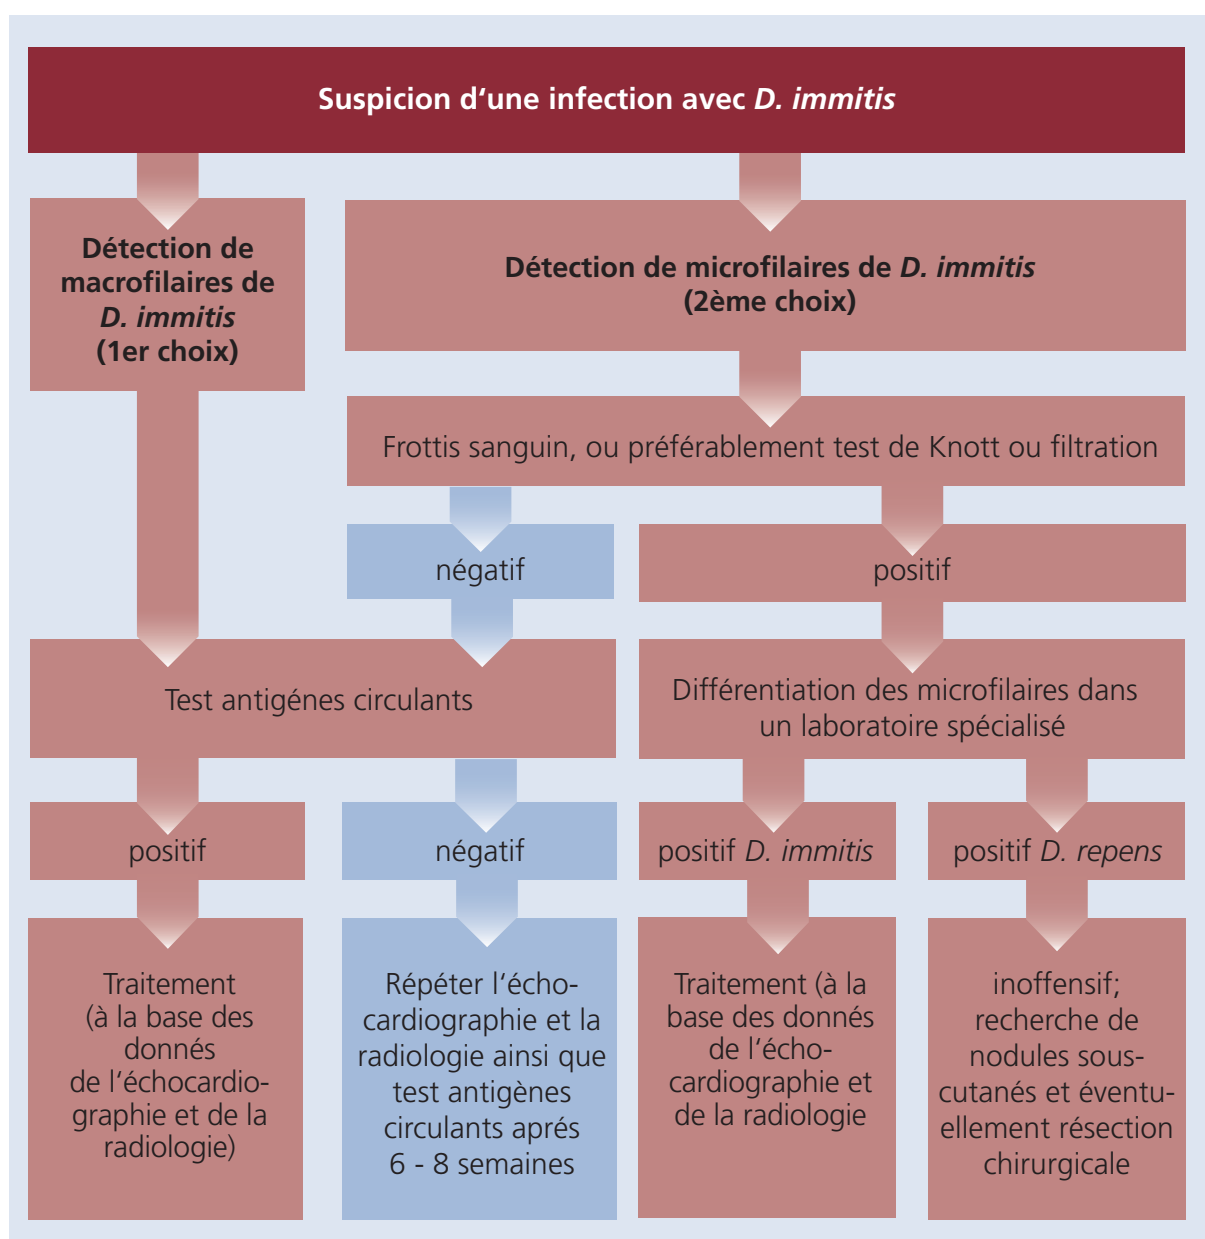 Suspicion d‘une infection avec D. immitis
Détection de
macrofilaires de
D. immitis
(1er choix)
Détection de microfilaires de D. immitis
(2ème choix)
Frottis sanguin, ou préférablement test de Knott ou filtration
négatif
positif
Test antigénes circulants
Différentiation des microfilaires dans
un laboratoire spécialisé
positif
négatif
positif D. immitis
positif D. repens
Traitement
(à la base des
donnés
de l‘échocardio-
graphie et de la
radiologie)
Répéter l‘écho-
cardiographie et la
radiologie ainsi que
test antigènes
circulants aprés
6 - 8 semaines
Traitement (à la
base des donnés
de l‘écho-
cardiographie et
de la radiologie
inoffensif;
recherche de
nodules sous-
cutanés et éventu-
ellement résection
chirurgicale